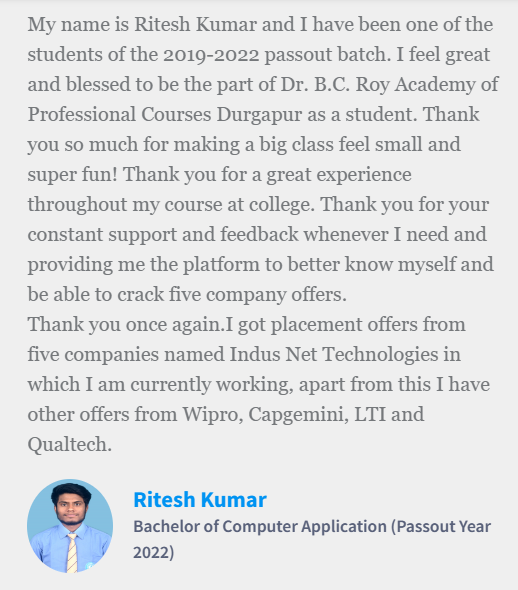 My name is Ritesh Kumar and I have been one of the
students of the 2019-2022 passout batch. I feel great
and blessed to be the part of Dr. B.C. Roy Academy of
Professional Courses Durgapur as a student. Thank
you so much for making a big class feel small and
super fun! Thank you for a great experience
throughout my course at college. Thank you for your
constant support and feedback whenever I need and
providing me the platform to better know myself and
be able to crack five company offers.
Thank you once again.I got placement offers from
five companies named Indus Net Technologies in
which I am currently working, apart from this I have
other offers from Wipro, Capgemini, LTI and
Qualtech.
Ritesh Kumar
Bachelor of Computer Application (Passout Year
2022)